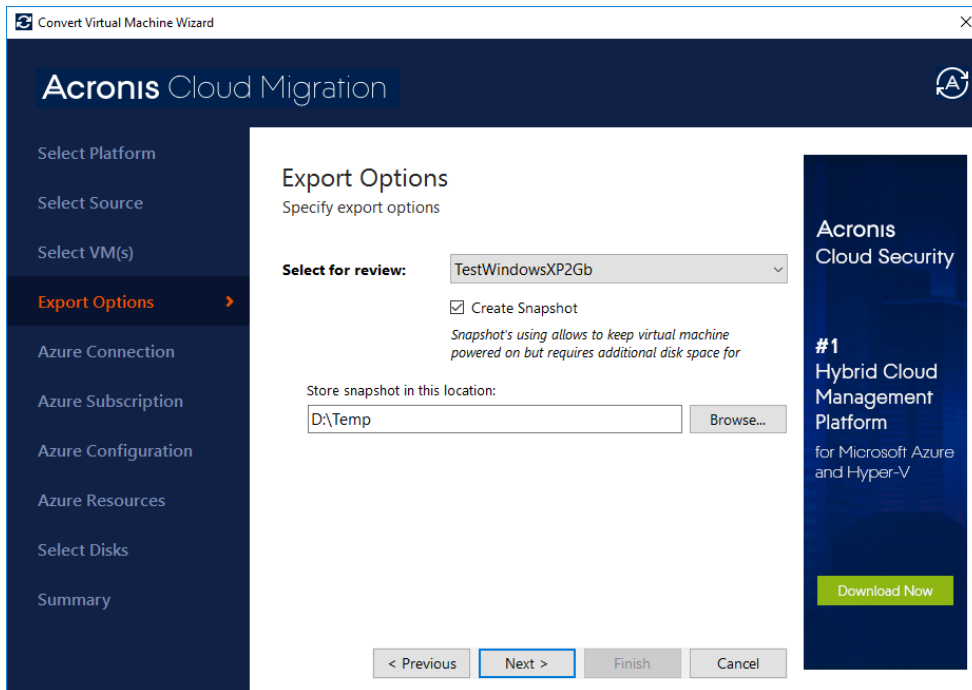 Convert Virtual Machine Wizard
Acronis Cloud Migration
A
Select Platform
Select Source
Select VM(s)
Export Options
Azure Connection
Azure Subscription
Azure Configuration
Azure Resources
Select Disks
Summary
Export Options
Specify export options
Select for review: TestWindowsXP2Gb
Create Snapshot
Snapshot's using allows to keep virtual machine
powered on but requires additional disk space for
Store snapshot in this location:
D:\Temp Browse...
< Previous Next > Finish Cancel
Acronis
Cloud Security
#1
Hybrid Cloud
Management
Platform
for Microsoft Azure
and Hyper-V
Download Now